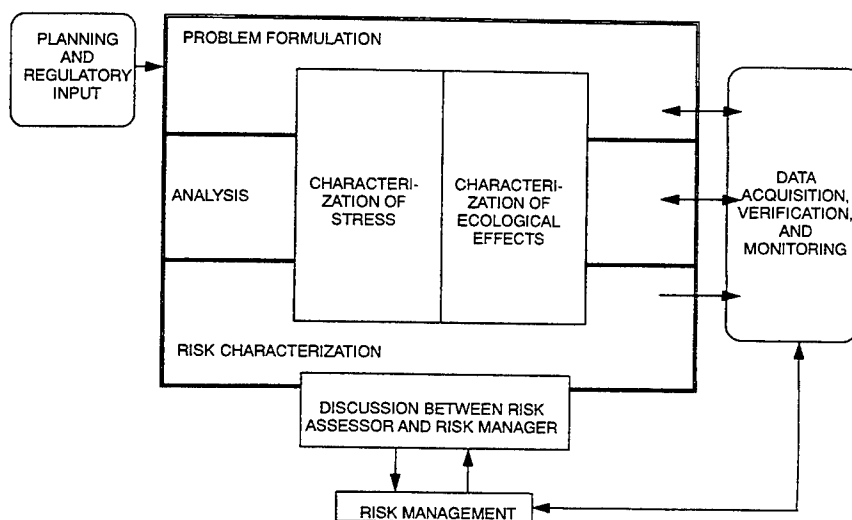 PLANNING
AND
REGULATORY
INPUT
PROBLEM FORMULATION
ANALYSIS
CHARACTERI-
ZATION OF
STRESS
CHARACTERI-
ZATION OF
ECOLOGICAL
EFFECTS
DATA
ACQUISITION,
VERIFICATION,
AND
MONITORING
RISK CHARACTERIZATION
DISCUSSION BETWEEN RISK
ASSESSOR AND RISK MANAGER
RISK MANAGEMENT